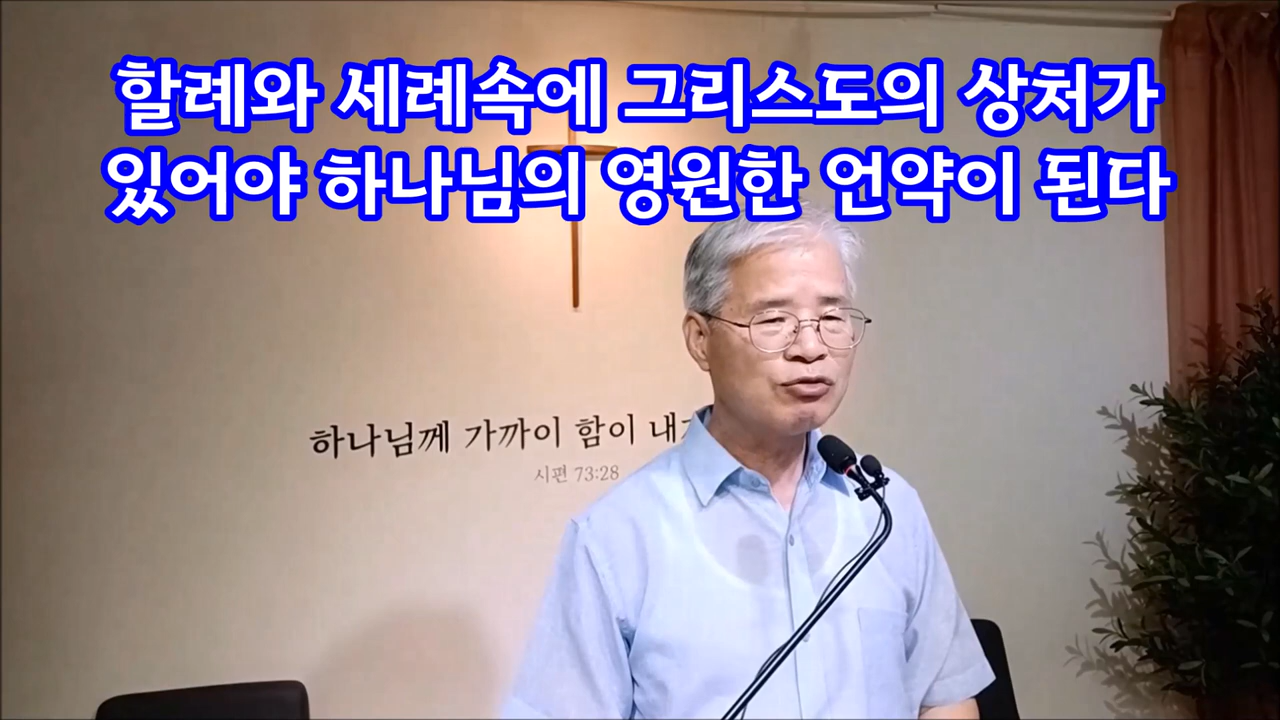 할례와 세례속에 그리스도의 상처가
있어야 하나님의 영원한 언약이 된다
하나님께 가까이 함이
시편 73:28